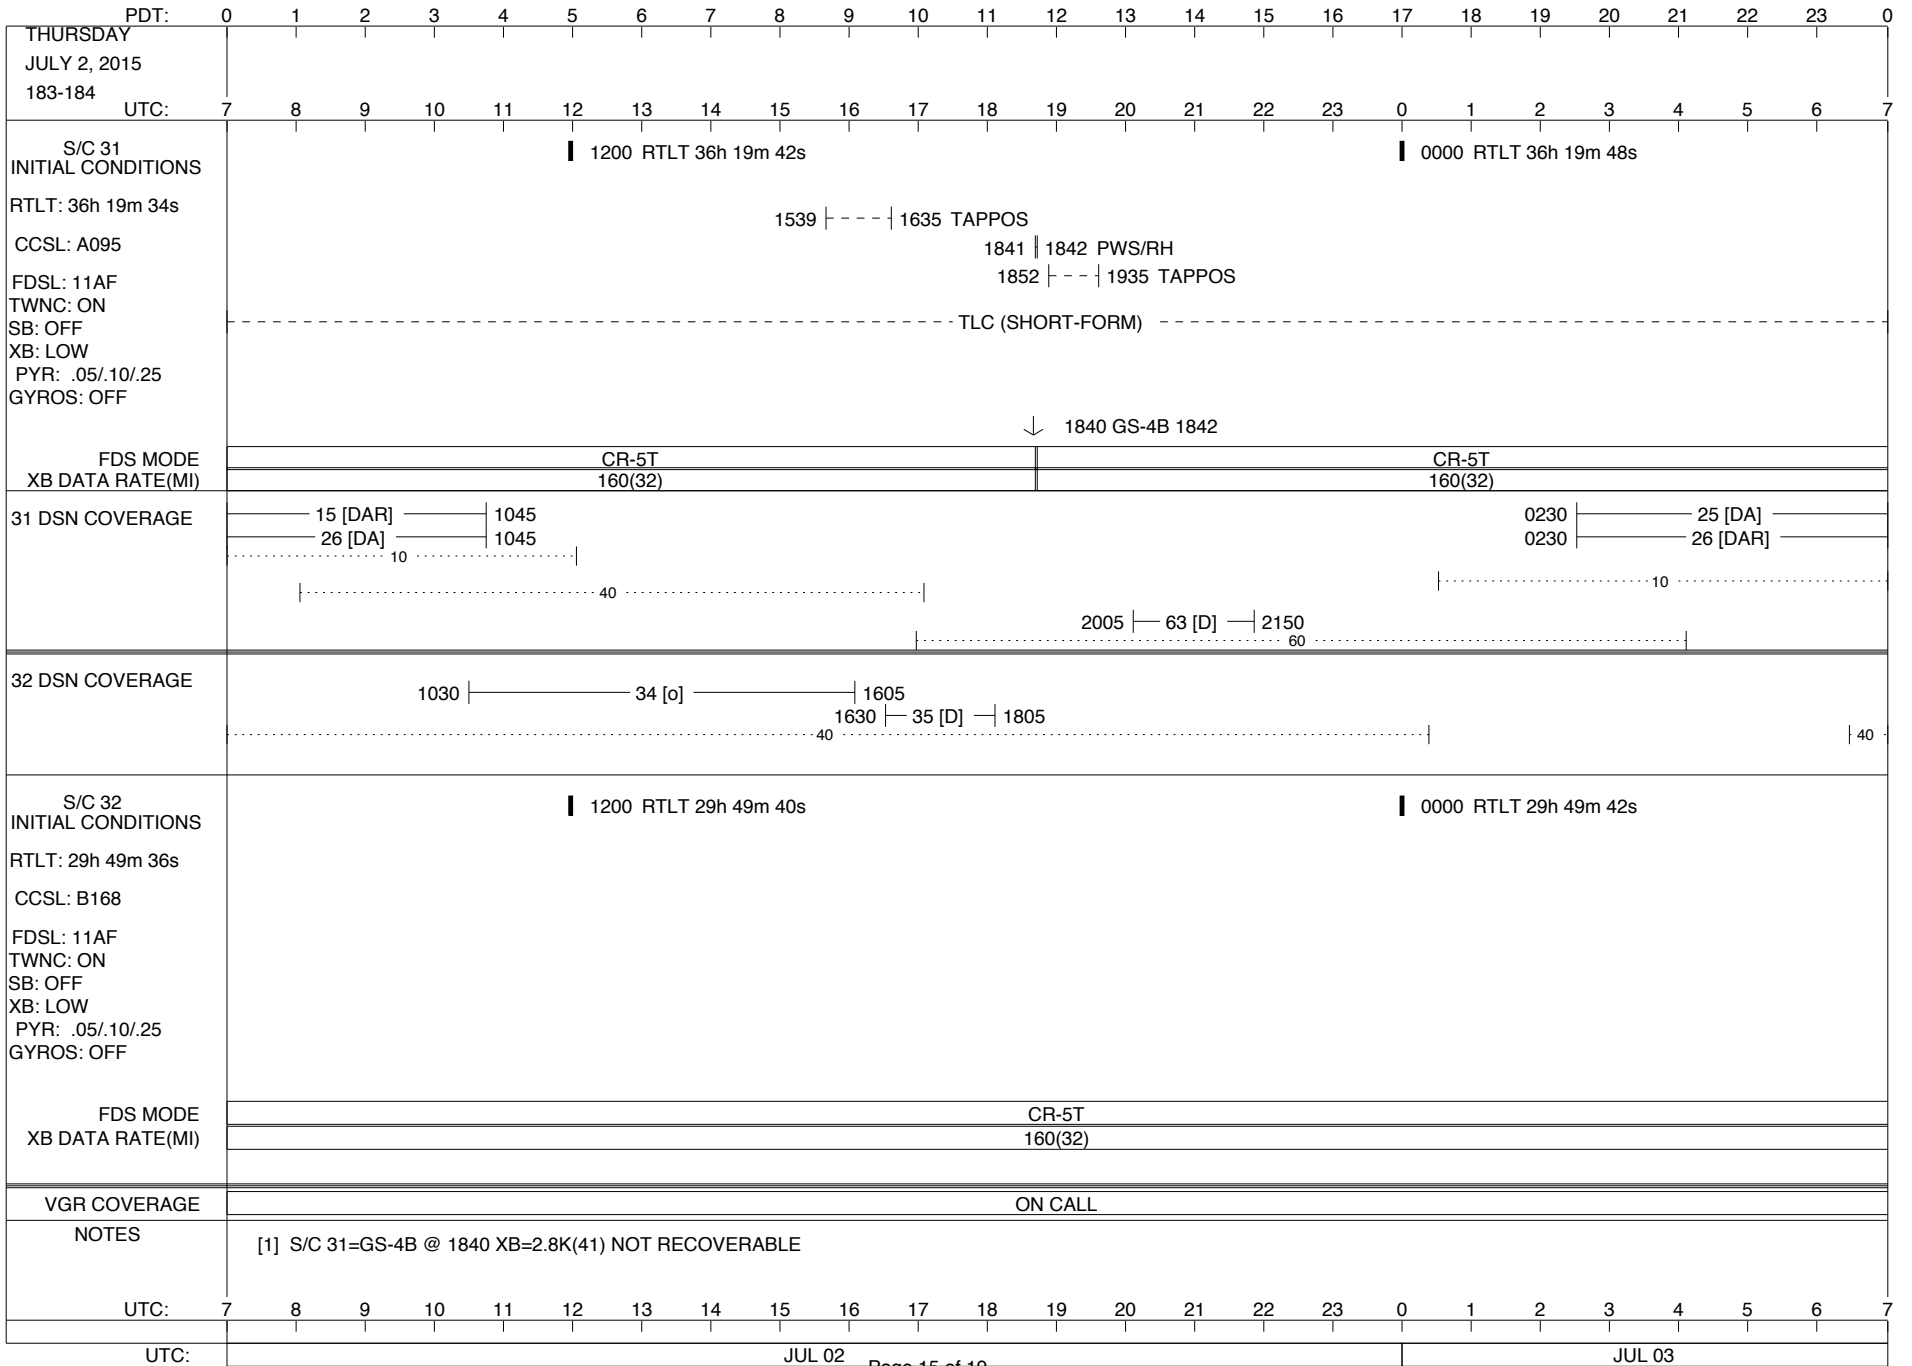 PDT: 0 1 2 3 4 5 6 7 8 9 10 11 12 13 14 15 16 17 18 19 20 21 22 23 0
THURSDAY
JULY 2, 2015
183-184
UTC: 7 8 9 10 11 12 13 14 15 16 17 18 19 20 21 22 23 0 1 2 3 4 5 6 7
S/C 31
INITIAL CONDITIONS
1200 RTLT 36h 19m 42s
0000 RTLT 36h 19m 48s
RTLT: 36h 19m 34s
1539 1635 TAPPOS
CCSL: A095
1841 1842 PWS/RH
FDSL: 11AF
1852 1935 TAPPOS
TWNC: ON
SB: OFF
TLC (SHORT-FORM)
XB: LOW
PYR: .05/.10/.25
GYROS: OFF
1840 GS-4B 1842
FDS MODE CR-5T CR-5T
XB DATA RATE(MI) 160(32) 160(32)
31 DSN COVERAGE
15 [DAR] 1045 0230 25 [DA]
26 [DA] 1045 0230 26 [DAR]
10
10
40
2005 63 [D] 2150
60
32 DSN COVERAGE
1030 34 [o] 1605
1630 35 [D] 1805
40 40
S/C 32
INITIAL CONDITIONS
1200 RTLT 29h 49m 40s
0000 RTLT 29h 49m 42s
RTLT: 29h 49m 36s
CCSL: B168
FDSL: 11AF
TWNC: ON
SB: OFF
XB: LOW
PYR: .05/.10/.25
GYROS: OFF
FDS MODE CR-5T
XB DATA RATE(MI) 160(32)
VGR COVERAGE ON CALL
NOTES
[1] S/C 31=GS-4B @ 1840 XB=2.8K(41) NOT RECOVERABLE
UTC: 7 8 9 10 11 12 13 14 15 16 17 18 19 20 21 22 23 0 1 2 3 4 5 6 7
UTC: JUL 02 JUL 03
Page 15 of 19